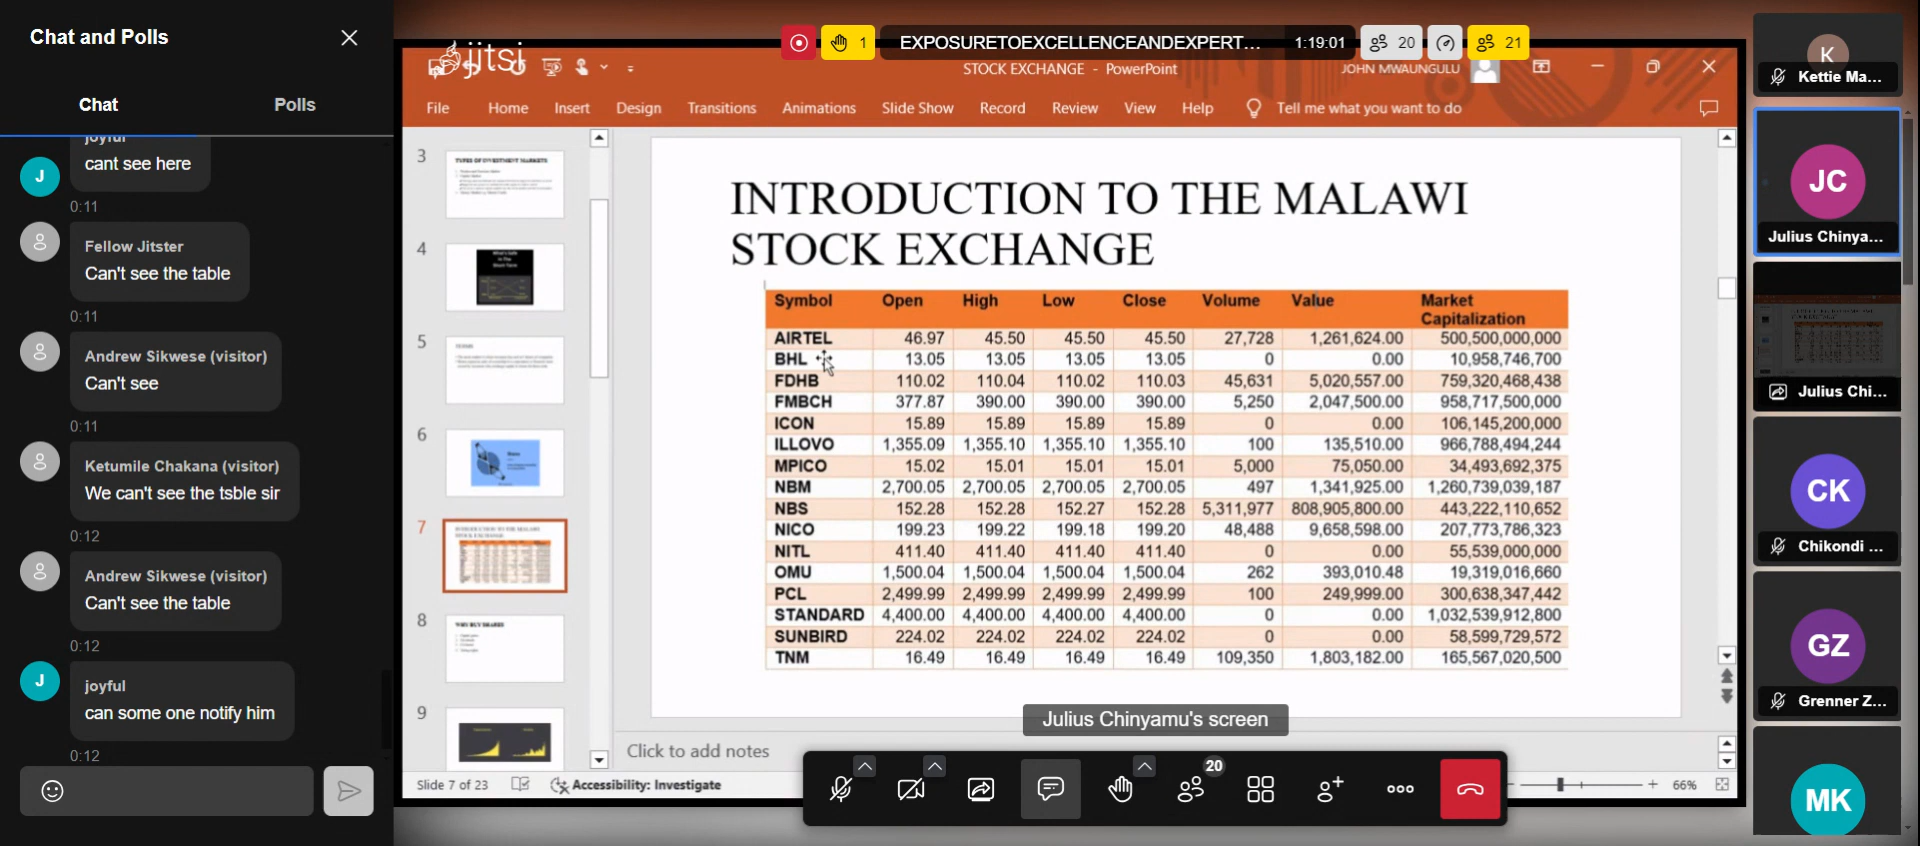 Chat and Polls
Chat
Polls
joyful
cant see here
J
0:11
Fellow Jitster
Can't see the table
0:11
Andrew Sikwese (visitor)
Can't see
0:11
Ketumile Chakana (visitor)
We can't see the tsble sir
0:12
Andrew Sikwese (visitor)
Can't see the table
0:12
J
joyful
can some one notify him
0:12
jitsi
1
EXPOSURETOEXCELLENCEANDEXPERT...
1:19:01
20
21
STOCK EXCHANGE - PowerPoint
JOHN MWAUNGULU
File Home Insert Design Transitions Animations Slide Show Record Review View Help Tell me what you want to do
3
TYPES OF INVESTMENT MARKETS
4
5
6
7
8
WHY BUY SHARES
9
INTRODUCTION TO THE MALAWI
STOCK EXCHANGE
Symbol Open High Low Close Volume Value Market Capitalization
AIRTEL 46.97 45.50 45.50 45.50 27,728 1,261,624.00 500,500,000,000
BHL 13.05 13.05 13.05 13.05 0 0.00 10,958,746,700
FDHB 110.02 110.04 110.02 110.03 45,631 5,020,557.00 759,320,468,438
FMBCH 377.87 390.00 390.00 390.00 5,250 2,047,500.00 958,717,500,000
ICON 15.89 15.89 15.89 15.89 0 0.00 106,145,200,000
ILLOVO 1,355.09 1,355.10 1,355.10 1,355.10 100 135,510.00 966,788,494,244
MPICO 15.02 15.01 15.01 15.01 5,000 75,050.00 34,493,692,375
NBM 2,700.05 2,700.05 2,700.05 2,700.05 497 1,341,925.00 1,260,739,039,187
NBS 152.28 152.28 152.27 152.28 5,311,977 808,905,800.00 443,222,110,652
NICO 199.23 199.22 199.18 199.20 48,488 9,658,598.00 207,773,786,323
NITL 411.40 411.40 411.40 411.40 0 0.00 55,539,000,000
OMU 1,500.04 1,500.04 1,500.04 1,500.04 262 393,010.48 19,319,016,660
PCL 2,499.99 2,499.99 2,499.99 2,499.99 100 249,999.00 300,638,347,442
STANDARD 4,400.00 4,400.00 4,400.00 4,400.00 0 0.00 1,032,539,912,800
SUNBIRD 224.02 224.02 224.02 224.02 0 0.00 58,599,729,572
TNM 16.49 16.49 16.49 16.49 109,350 1,803,182.00 165,567,020,500
Julius Chinyamu's screen
Click to add notes
Slide 7 of 23
Accessibility: Investigate
20
66%
K
Kettie Ma...
JC
Julius Chinya...
Julius Chi...
CK
Chikondi ...
GZ
Grenner Z...
MK